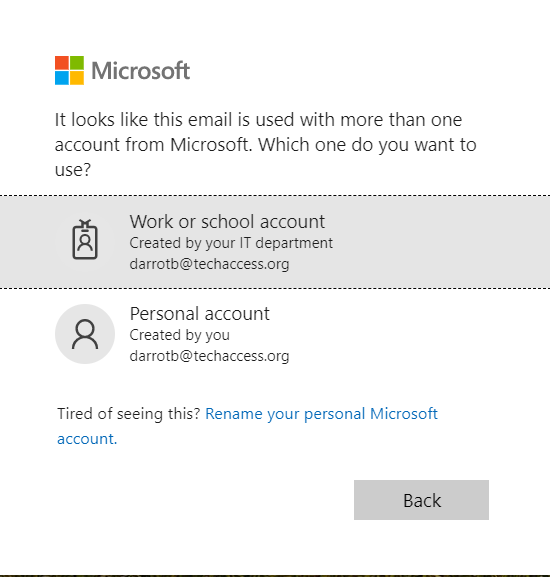 Microsoft
It looks like this email is used with more than one
account from Microsoft. Which one do you want to
use?
Work or school account
Created by your IT department
darrotb@techaccess.org
Personal account
Created by you
darrotb@techaccess.org
Tired of seeing this? Rename your personal Microsoft
account.
Back